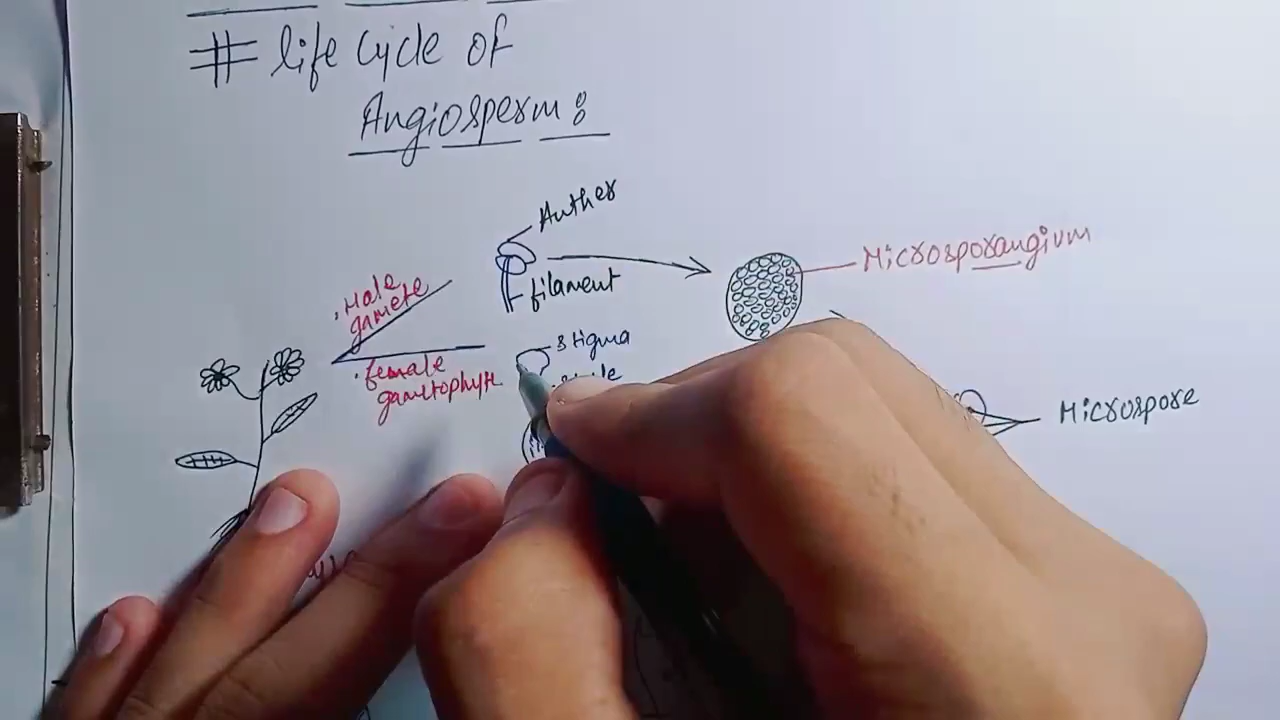 # life Cycle of
Angiosperm:
Anther
filament
Microsporangium
Male
gamete
Stigma
female
gametophyte
Microspore